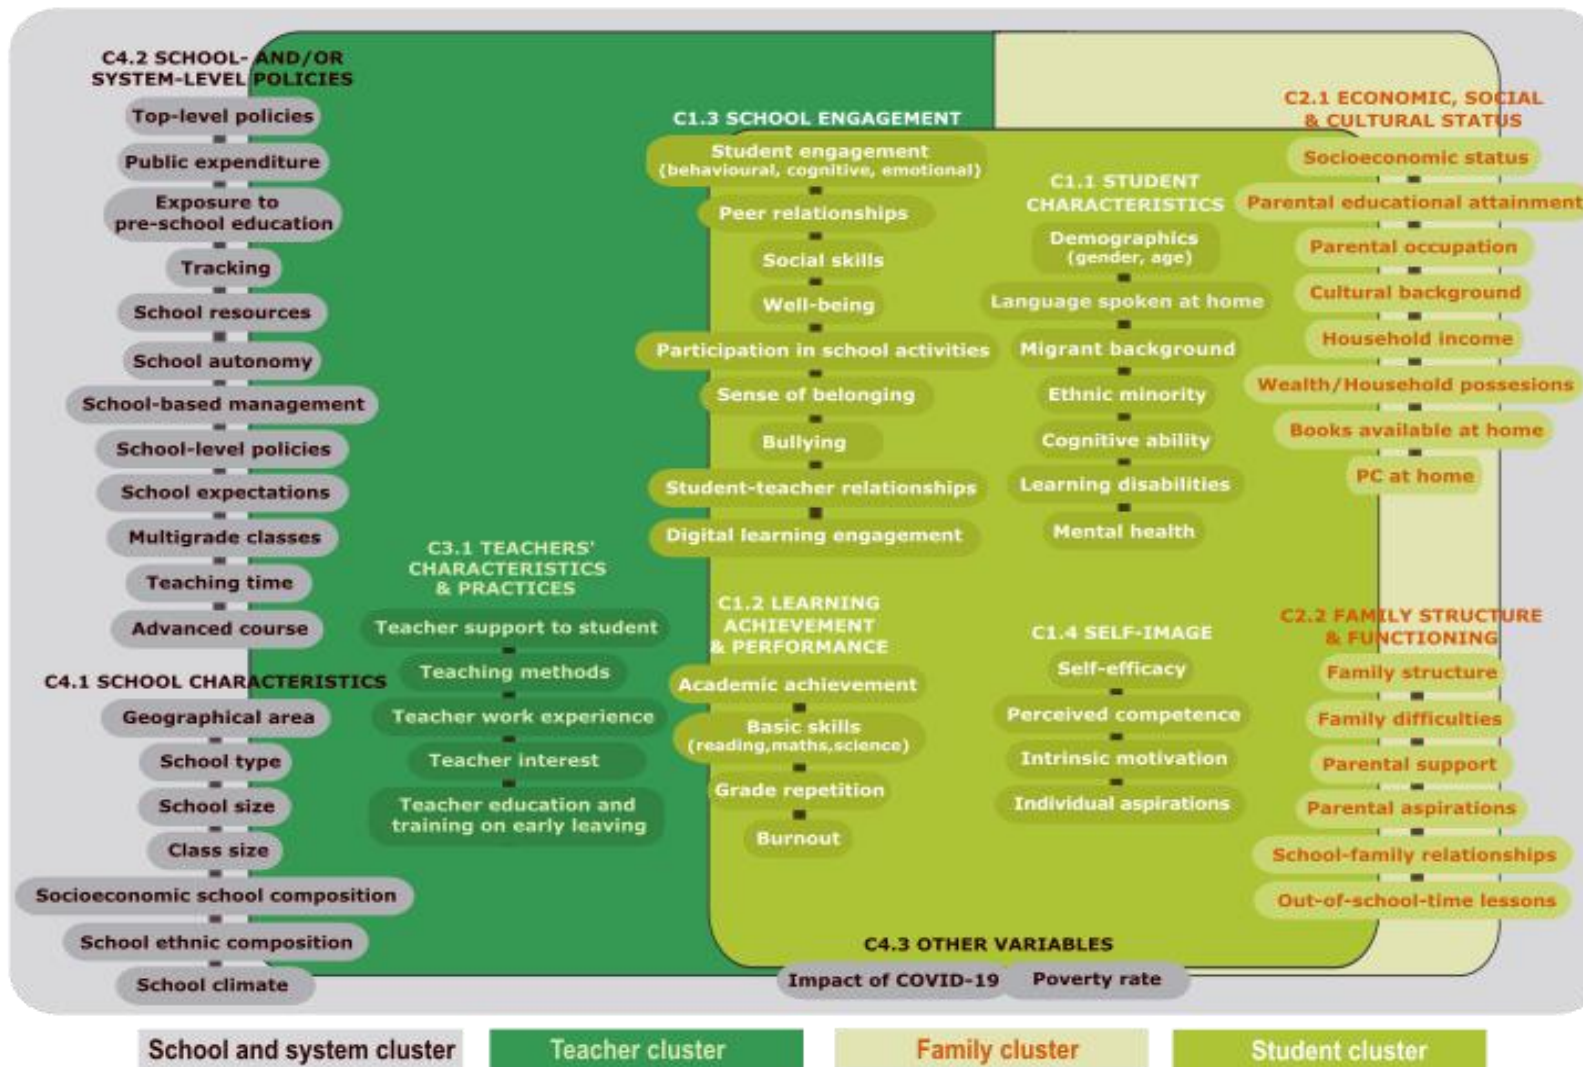 C4.2 SCHOOL- AND/OR
SYSTEM-LEVEL POLICIES
Top-level policies
Public expenditure
Exposure to
pre-school education
Tracking
School resources
School autonomy
School-based management
School-level policies
School expectations
Multigrade classes
Teaching time
Advanced course
C4.1 SCHOOL CHARACTERISTICS
Geographical area
School type
School size
Class size
Socioeconomic school composition
School ethnic composition
School climate
C3.1 TEACHERS'
CHARACTERISTICS
& PRACTICES
Teacher support to student
Teaching methods
Teacher work experience
Teacher interest
Teacher education and
training on early leaving
C1.3 SCHOOL ENGAGEMENT
Student engagement
(behavioural, cognitive, emotional)
Peer relationships
Social skills
Well-being
Participation in school activities
Sense of belonging
Bullying
Student-teacher relationships
Digital learning engagement
C1.2 LEARNING
ACHIEVEMENT
& PERFORMANCE
Academic achievement
Basic skills
(reading,maths,science)
Grade repetition
Burnout
C1.1 STUDENT
CHARACTERISTICS
Demographics
(gender, age)
Language spoken at home
Migrant background
Ethnic minority
Cognitive ability
Learning disabilities
Mental health
C1.4 SELF-IMAGE
Self-efficacy
Perceived competence
Intrinsic motivation
Individual aspirations
C2.1 ECONOMIC, SOCIAL
& CULTURAL STATUS
Socioeconomic status
Parental educational attainment
Parental occupation
Cultural background
Household income
Wealth/Household possesions
Books available at home
PC at home
C2.2 FAMILY STRUCTURE
& FUNCTIONING
Family structure
Family difficulties
Parental support
Parental aspirations
School-family relationships
Out-of-school-time lessons
C4.3 OTHER VARIABLES
Impact of COVID-19
Poverty rate
School and system cluster
Teacher cluster
Family cluster
Student cluster